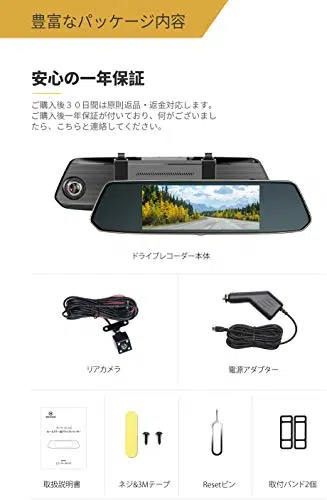 豊富なパッケージ内容
安心の一年保証
ご購入後３０日間は原則返品・返金対応します。
ご購入後一年保証が付いており、何がございまし
たら、こちらと連絡してください。
ドライブレコーダー本体
リアカメラ
電源アダプター
取扱説明書
ネジ&3Mテープ
Resetピン
取付バンド2個